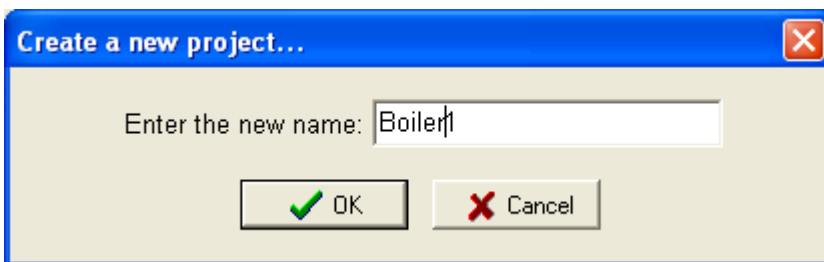 Create a new project...
Enter the new name: Boiler1
OK Cancel